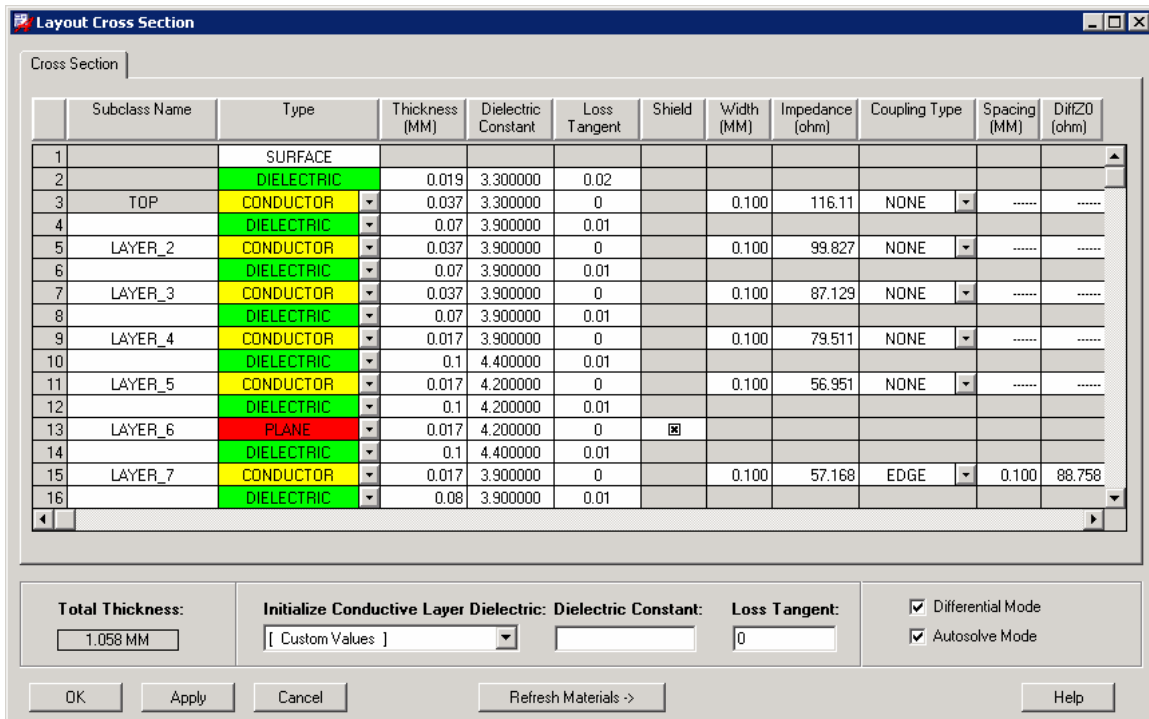 Layout Cross Section
Cross Section
Subclass Name Type Thickness (MM) Dielectric Constant Loss Tangent Shield Width (MM) Impedance (ohm) Coupling Type Spacing (MM) DiffZ0 (ohm)
1 SURFACE
2 DIELECTRIC 0.019 3.300000 0.02
3 TOP CONDUCTOR 0.037 3.300000 0 0.100 116.11 NONE ------ ------
4 DIELECTRIC 0.07 3.900000 0.01
5 LAYER_2 CONDUCTOR 0.037 3.900000 0 0.100 99.827 NONE ------ ------
6 DIELECTRIC 0.07 3.900000 0.01
7 LAYER_3 CONDUCTOR 0.037 3.900000 0 0.100 87.129 NONE ------ ------
8 DIELECTRIC 0.07 3.900000 0.01
9 LAYER_4 CONDUCTOR 0.017 3.900000 0 0.100 79.511 NONE ------ ------
10 DIELECTRIC 0.1 4.400000 0.01
11 LAYER_5 CONDUCTOR 0.017 4.200000 0 0.100 56.951 NONE ------ ------
12 DIELECTRIC 0.1 4.200000 0.01
13 LAYER_6 PLANE 0.017 4.200000 0
14 DIELECTRIC 0.1 4.400000 0.01
15 LAYER_7 CONDUCTOR 0.017 3.900000 0 0.100 57.168 EDGE 0.100 88.758
16 DIELECTRIC 0.08 3.900000 0.01
Total Thickness:
1.058 MM
Initialize Conductive Layer Dielectric: Dielectric Constant: Loss Tangent:
[ Custom Values ] 0
Differential Mode
Autosolve Mode
OK Apply Cancel Refresh Materials -> Help